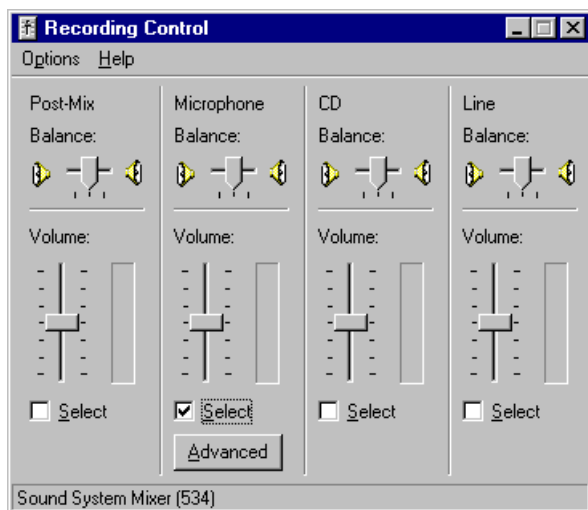 Recording Control
Options Help
Post-Mix Microphone CD Line
Balance: Balance: Balance: Balance:
Volume: Volume: Volume: Volume:
Select Select Select Select
Advanced
Sound System Mixer (534)